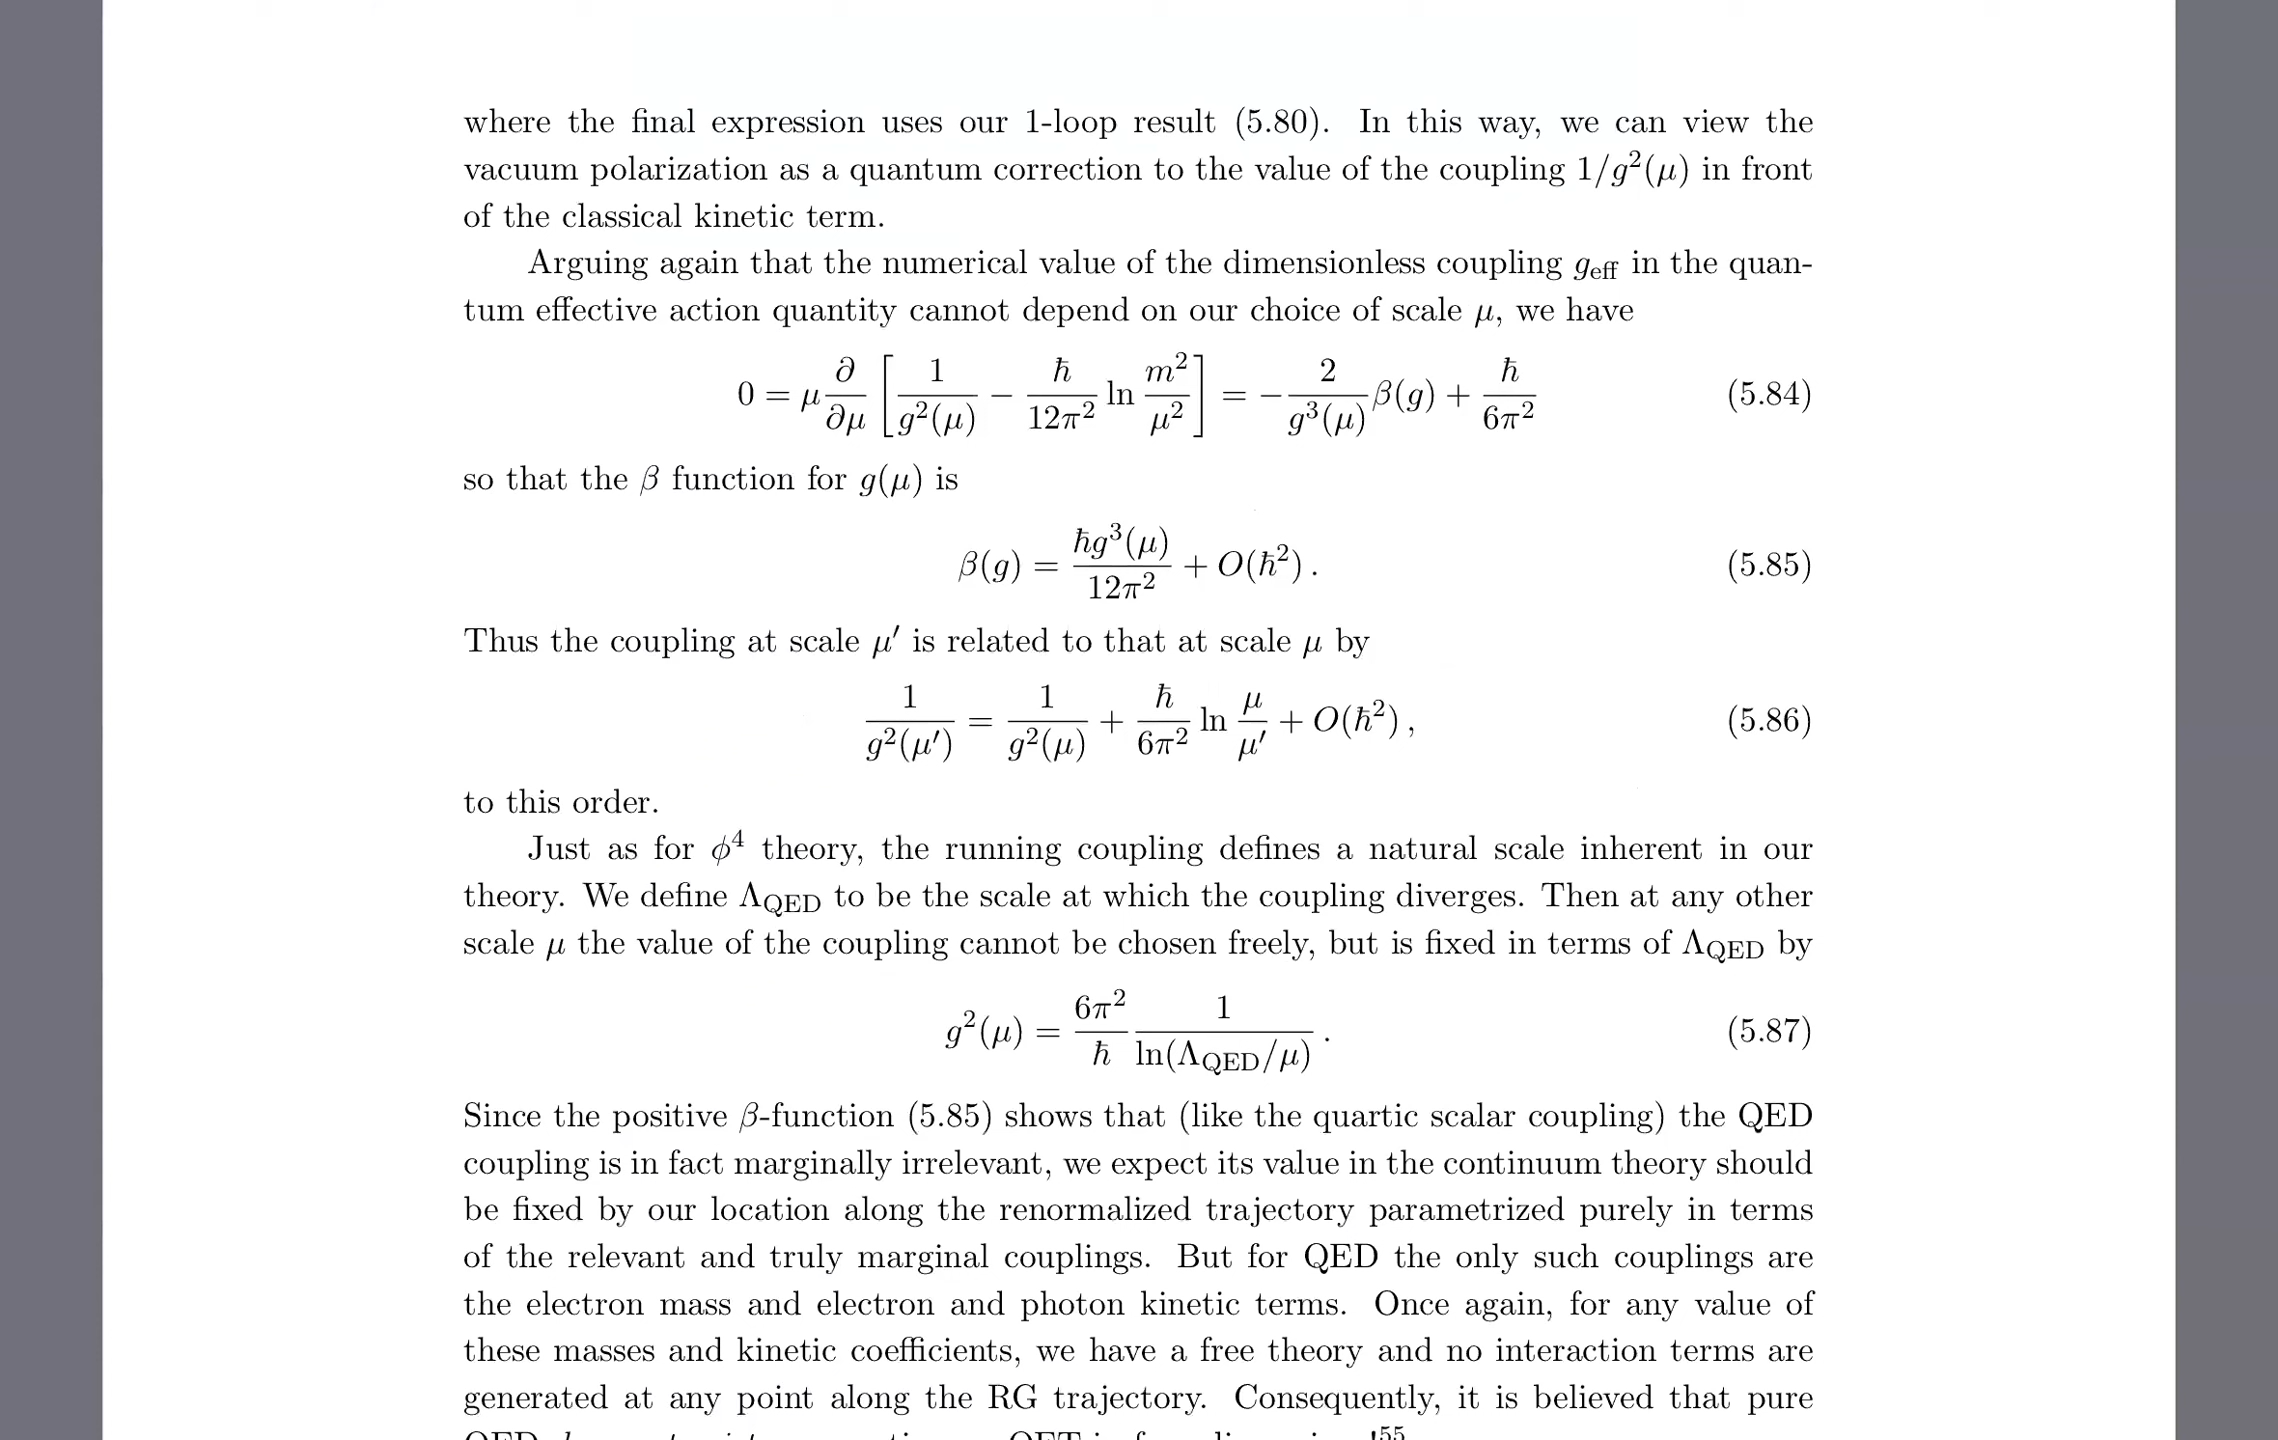 where the final expression uses our 1-loop result (5.80). In this way, we can view the
vacuum polarization as a quantum correction to the value of the coupling 1/g²(μ) in front
of the classical kinetic term.
Arguing again that the numerical value of the dimensionless coupling g_eff in the quan-
tum effective action quantity cannot depend on our choice of scale μ, we have
0 = μ ∂/∂μ [ 1/g²(μ) − ħ/12π² ln m²/μ² ] = − 2/g³(μ) β(g) + ħ/6π² (5.84)
so that the β function for g(μ) is
β(g) = ħg³(μ)/12π² + O(ħ²) . (5.85)
Thus the coupling at scale μ′ is related to that at scale μ by
1/g²(μ′) = 1/g²(μ) + ħ/6π² ln μ/μ′ + O(ħ²) , (5.86)
to this order.
Just as for ϕ⁴ theory, the running coupling defines a natural scale inherent in our
theory. We define Λ_QED to be the scale at which the coupling diverges. Then at any other
scale μ the value of the coupling cannot be chosen freely, but is fixed in terms of Λ_QED by
g²(μ) = 6π²/ħ 1/ln(Λ_QED/μ) . (5.87)
Since the positive β-function (5.85) shows that (like the quartic scalar coupling) the QED
coupling is in fact marginally irrelevant, we expect its value in the continuum theory should
be fixed by our location along the renormalized trajectory parametrized purely in terms
of the relevant and truly marginal couplings. But for QED the only such couplings are
the electron mass and electron and photon kinetic terms. Once again, for any value of
these masses and kinetic coefficients, we have a free theory and no interaction terms are
generated at any point along the RG trajectory. Consequently, it is believed that pure